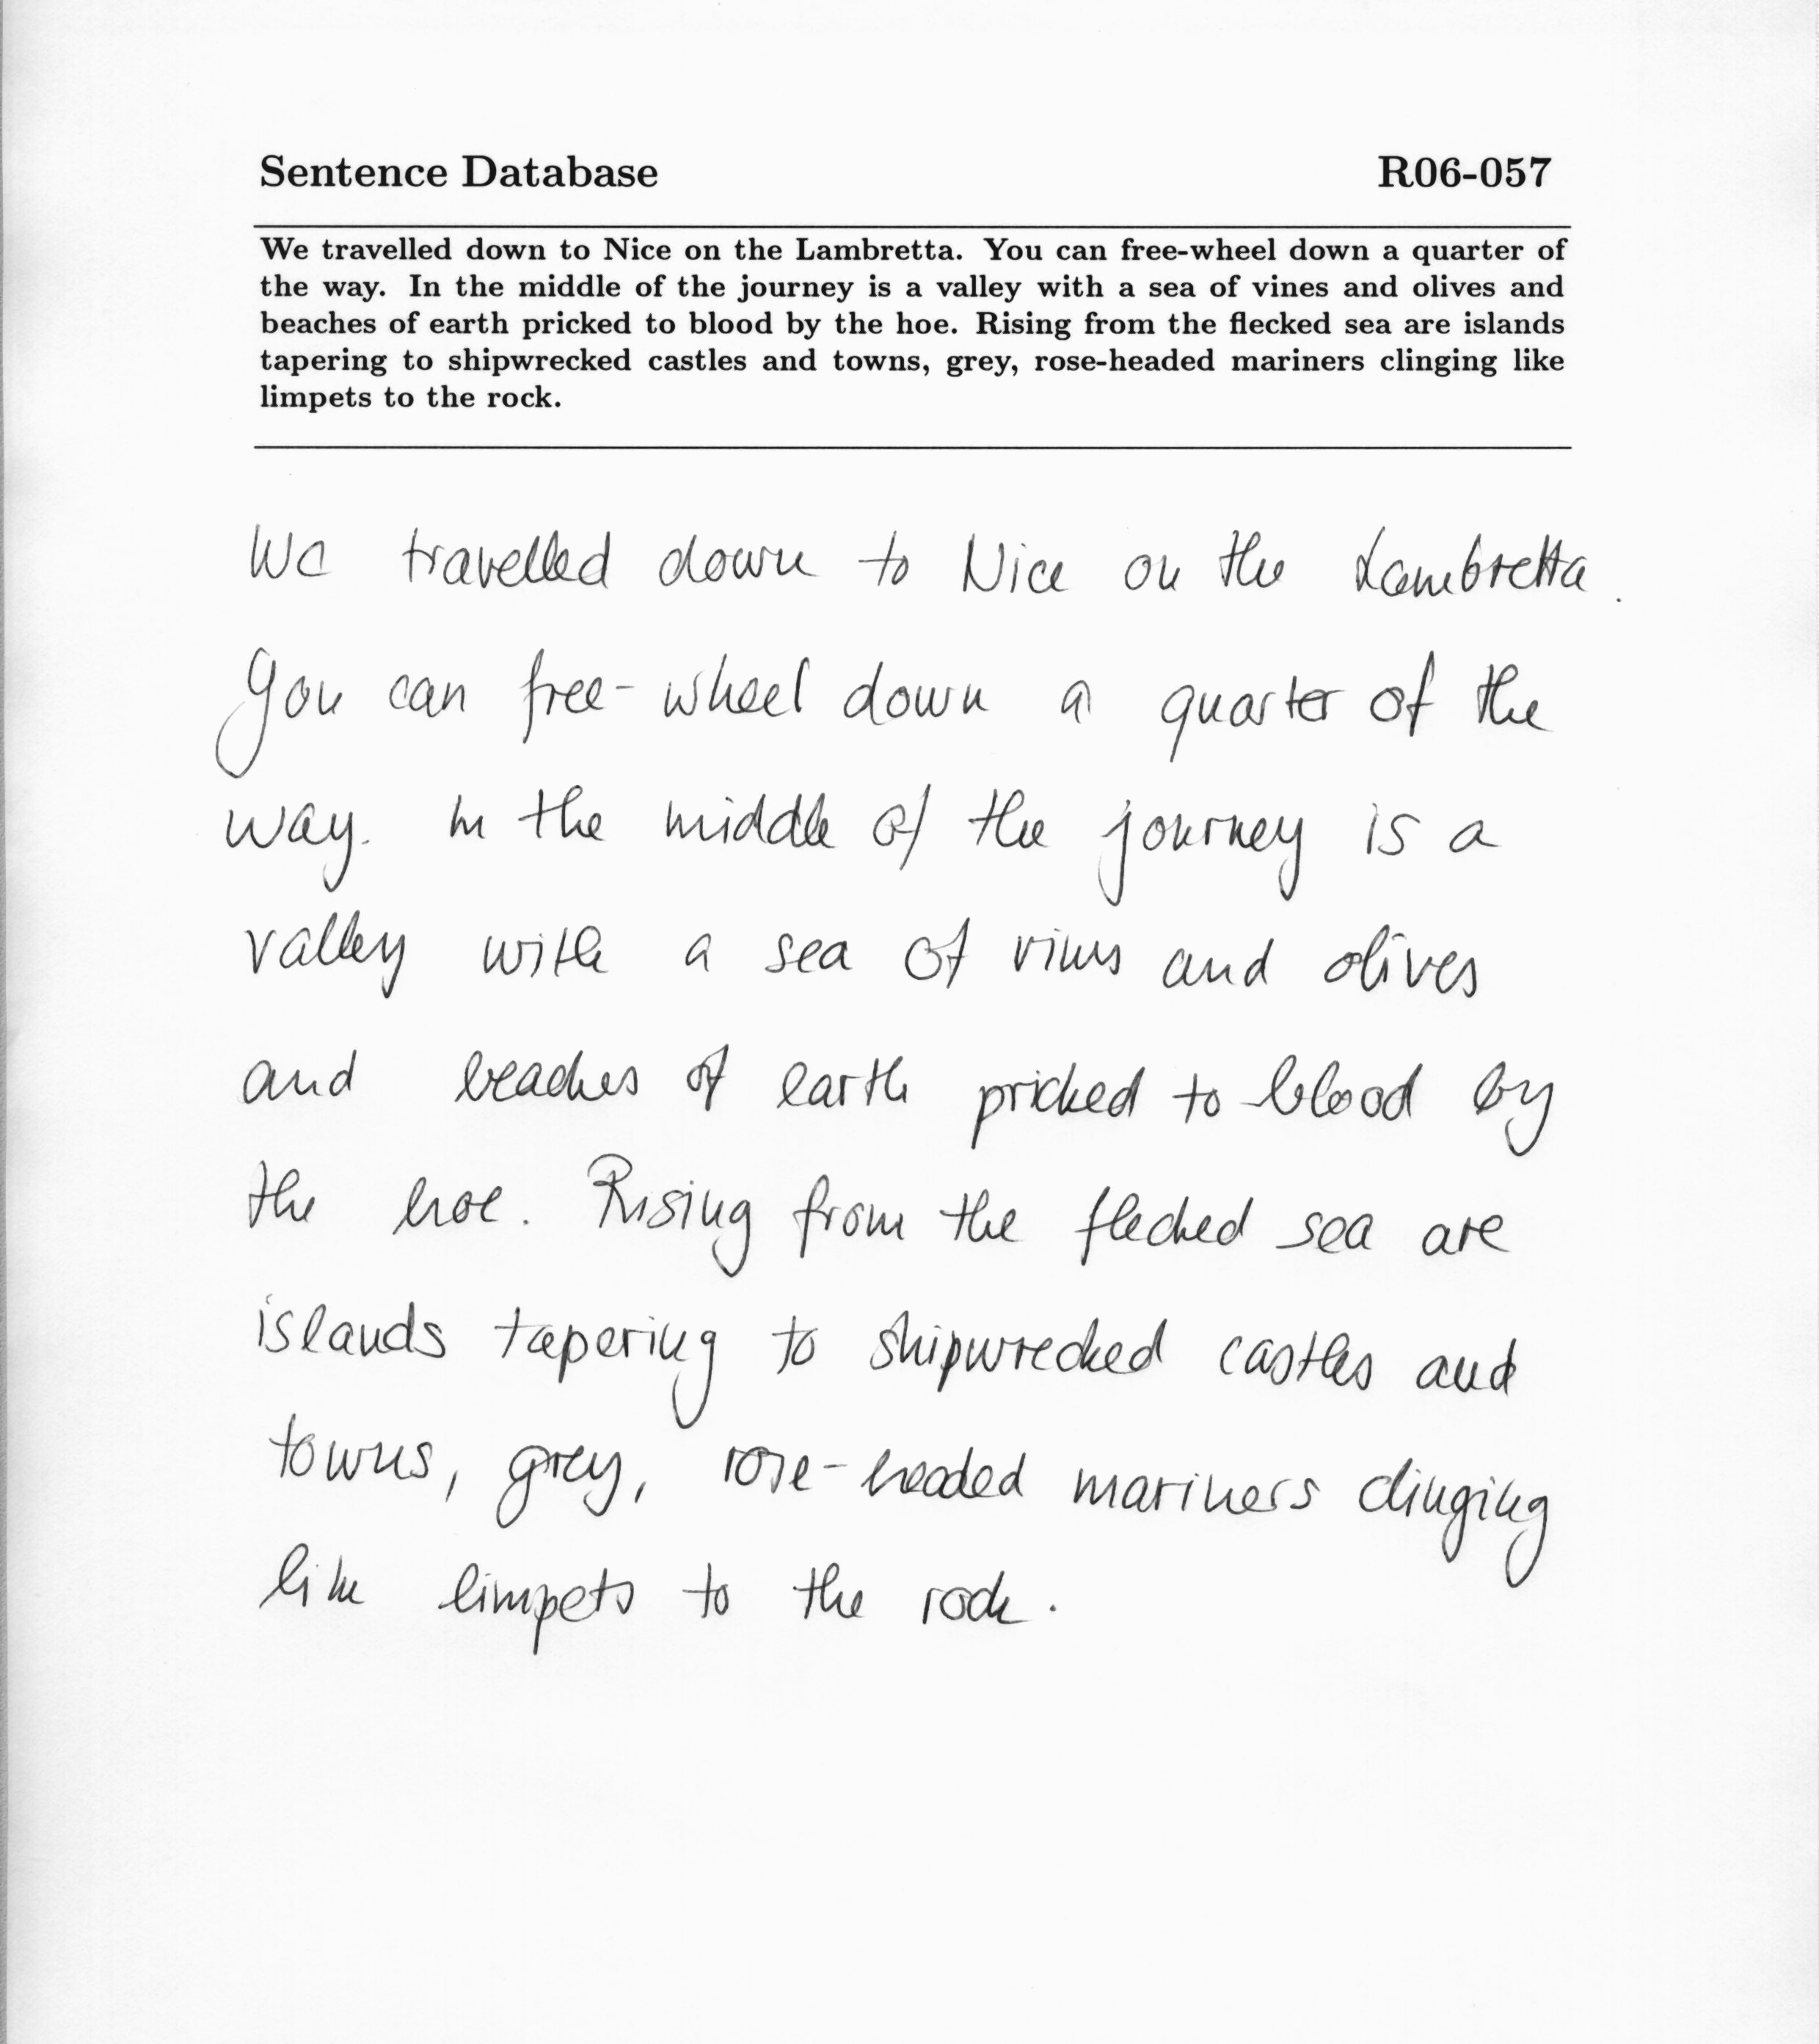 Sentence Database R06-057
We travelled down to Nice on the Lambretta. You can free-wheel down a quarter of
the way. In the middle of the journey is a valley with a sea of vines and olives and
beaches of earth pricked to blood by the hoe. Rising from the flecked sea are islands
tapering to shipwrecked castles and towns, grey, rose-headed mariners clinging like
limpets to the rock.
We travelled down to Nice on the Lambretta.
You can free-wheel down a quarter of the
way. In the middle of the journey is a
valley with a sea of vines and olives
and beaches of earth pricked to blood by
the hoe. Rising from the flecked sea are
islands tapering to shipwrecked castles and
towns, grey, rose-headed mariners clinging
like limpets to the rock.